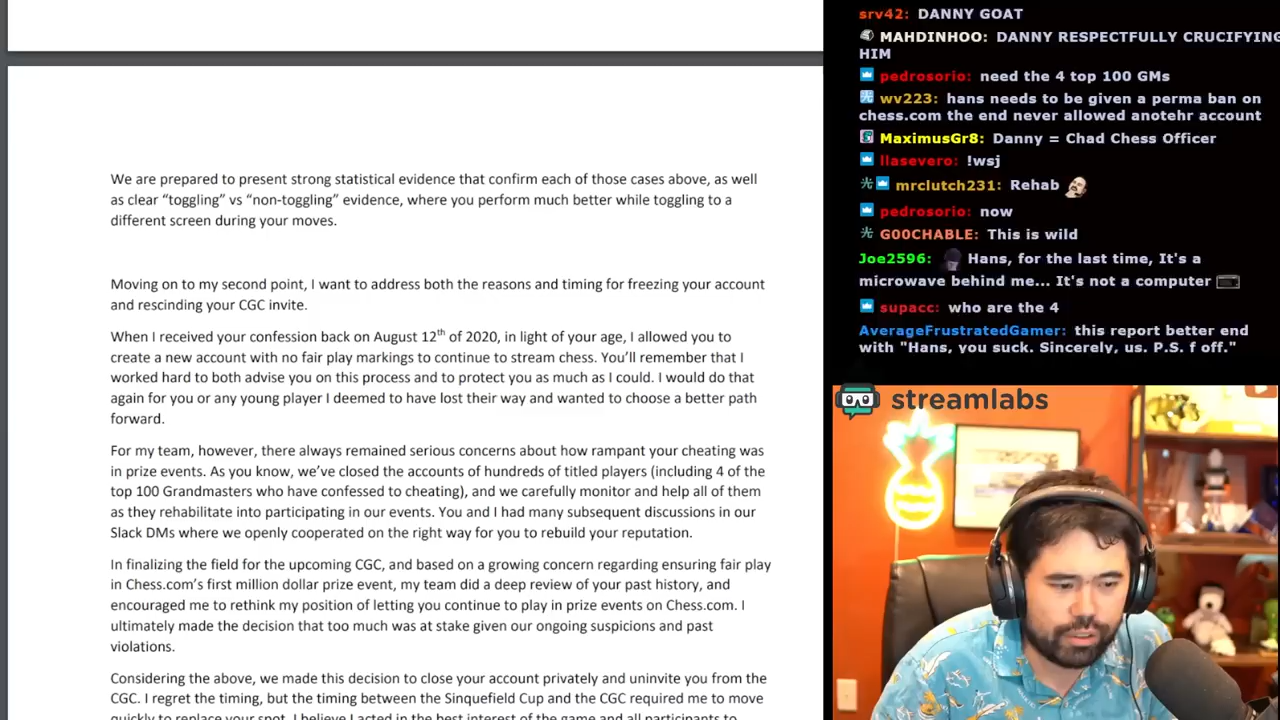 We are prepared to present strong statistical evidence that confirm each of those cases above, as well
as clear “toggling” vs “non-toggling” evidence, where you perform much better while toggling to a
different screen during your moves.
Moving on to my second point, I want to address both the reasons and timing for freezing your account
and rescinding your CGC invite.
When I received your confession back on August 12th of 2020, in light of your age, I allowed you to
create a new account with no fair play markings to continue to stream chess. You’ll remember that I
worked hard to both advise you on this process and to protect you as much as I could. I would do that
again for you or any young player I deemed to have lost their way and wanted to choose a better path
forward.
For my team, however, there always remained serious concerns about how rampant your cheating was
in prize events. As you know, we’ve closed the accounts of hundreds of titled players (including 4 of the
top 100 Grandmasters who have confessed to cheating), and we carefully monitor and help all of them
as they rehabilitate into participating in our events. You and I had many subsequent discussions in our
Slack DMs where we openly cooperated on the right way for you to rebuild your reputation.
In finalizing the field for the upcoming CGC, and based on a growing concern regarding ensuring fair play
in Chess.com’s first million dollar prize event, my team did a deep review of your past history, and
encouraged me to rethink my position of letting you continue to play in prize events on Chess.com. I
ultimately made the decision that too much was at stake given our ongoing suspicions and past
violations.
Considering the above, we made this decision to close your account privately and uninvite you from the
CGC. I regret the timing, but the timing between the Sinquefield Cup and the CGC required me to move
quickly to replace your spot. I believe I acted in the best interest of the game and all participants to
srv42: DANNY GOAT
MAHDINHOO: DANNY RESPECTFULLY CRUCIFYING
HIM
pedrosorio: need the 4 top 100 GMs
wv223: hans needs to be given a perma ban on
chess.com the end never allowed anotehr account
MaximusGr8: Danny = Chad Chess Officer
llasevero: !wsj
mrclutch231: Rehab
pedrosorio: now
G00CHABLE: This is wild
Joe2596: Hans, for the last time, It's a
microwave behind me... It's not a computer
supacc: who are the 4
AverageFrustratedGamer: this report better end
with "Hans, you suck. Sincerely, us. P.S. f off."
streamlabs